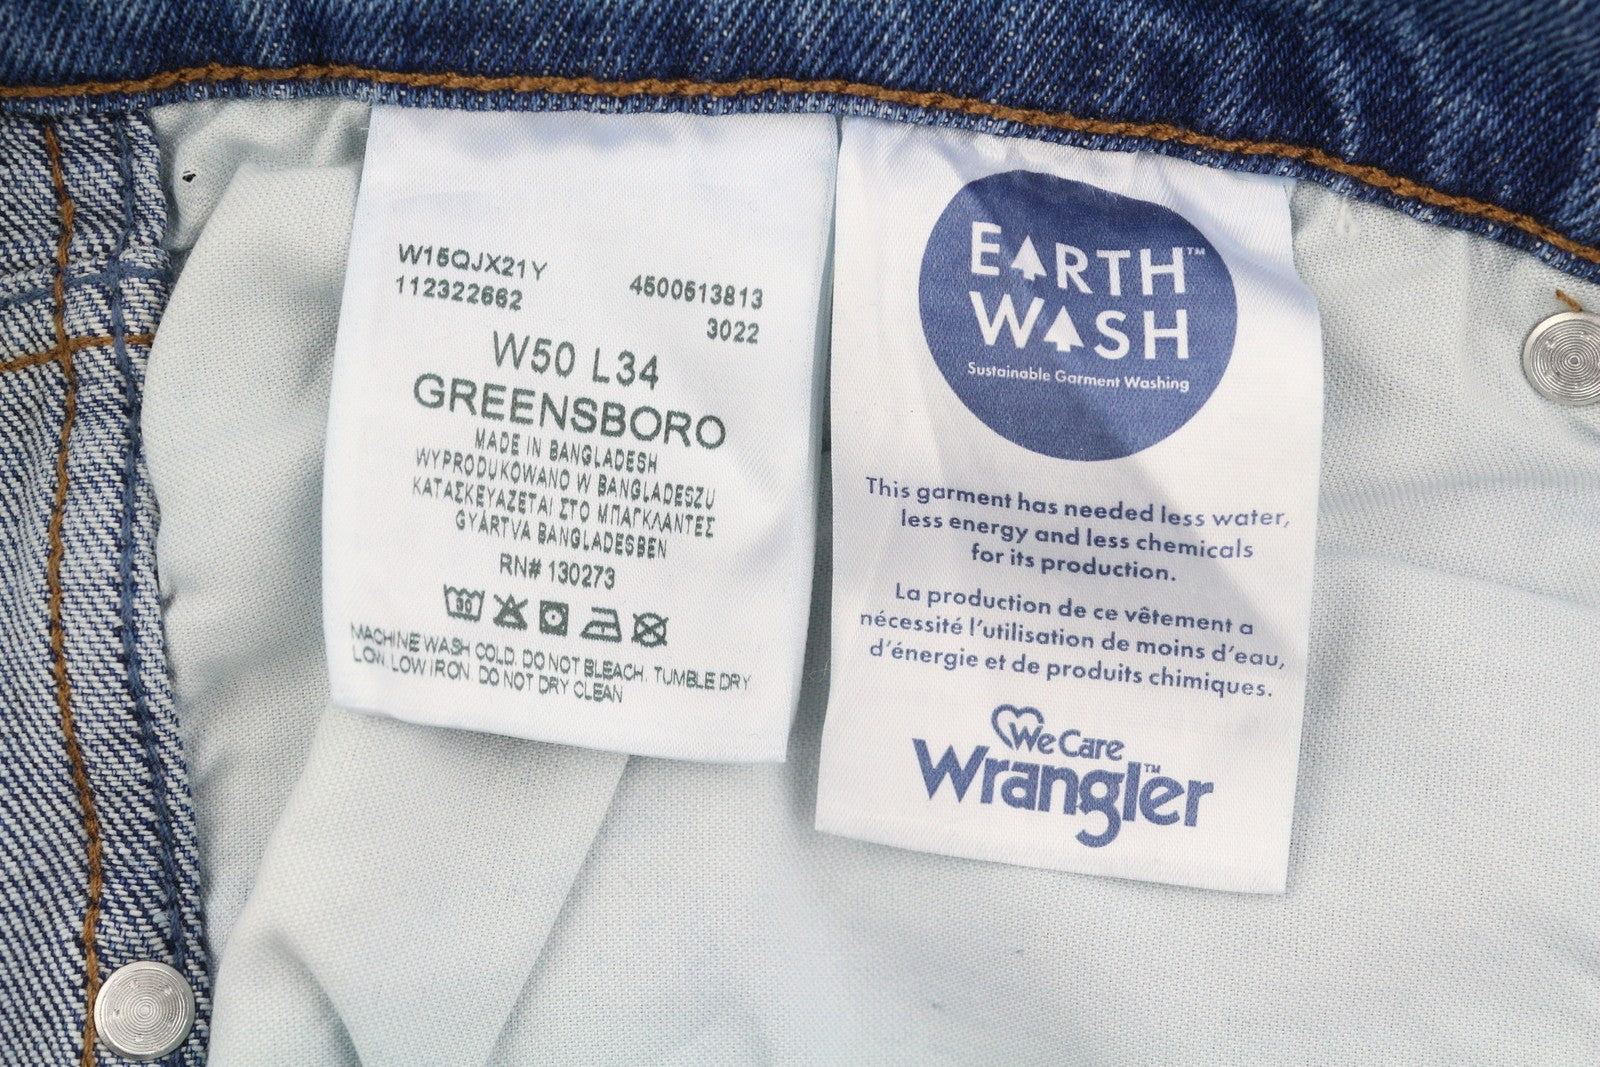 W15QJX21Y
112322662
4500513813
3022
W50 L34
GREENSBORO
MADE IN BANGLADESH
WYPRODUKOWANO W BANGLADESZU
ΚΑΤΑΣΚΕΥΑΖΕΤΑΙ ΣΤΟ ΜΠΑΓΚΛΑΝΤΕΣ
GYÁRTVA BANGLADESBEN
RN# 130273
30
MACHINE WASH COLD. DO NOT BLEACH. TUMBLE DRY
LOW. LOW IRON. DO NOT DRY CLEAN
EARTH™
WASH
Sustainable Garment Washing
This garment has needed less water,
less energy and less chemicals
for its production.
La production de ce vêtement a
nécessité l'utilisation de moins d'eau,
d'énergie et de produits chimiques.
We Care
Wrangler™